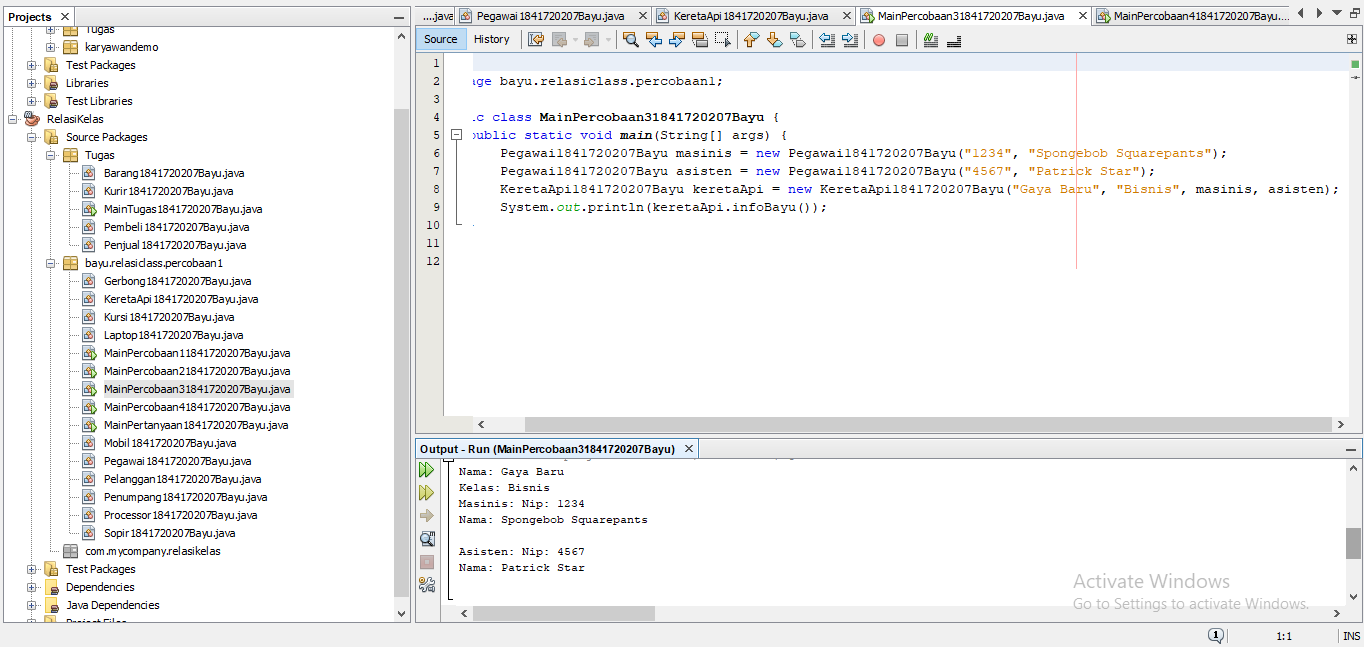 Projects
Tugas
karyawandemo
Test Packages
Libraries
Test Libraries
RelasiKelas
Source Packages
Tugas
Barang1841720207Bayu.java
Kurir1841720207Bayu.java
MainTugas1841720207Bayu.java
Pembeli1841720207Bayu.java
Penjual1841720207Bayu.java
bayu.relasiclass.percobaan1
Gerbong1841720207Bayu.java
KeretaApi1841720207Bayu.java
Kursi1841720207Bayu.java
Laptop1841720207Bayu.java
MainPercobaan11841720207Bayu.java
MainPercobaan21841720207Bayu.java
MainPercobaan31841720207Bayu.java
MainPercobaan41841720207Bayu.java
MainPertanyaan1841720207Bayu.java
Mobil1841720207Bayu.java
Pegawai1841720207Bayu.java
Pelanggan1841720207Bayu.java
Penumpang1841720207Bayu.java
Processor1841720207Bayu.java
Sopir1841720207Bayu.java
com.mycompany.relasikelas
Test Packages
Dependencies
Java Dependencies
Project Files
....java Pegawai1841720207Bayu.java KeretaApi1841720207Bayu.java MainPercobaan31841720207Bayu.java MainPercobaan41841720207Bayu....
Source History
1
2 age bayu.relasiclass.percobaan1;
3
4 ic class MainPercobaan31841720207Bayu {
5 public static void main(String[] args) {
6 Pegawai1841720207Bayu masinis = new Pegawai1841720207Bayu("1234", "Spongebob Squarepants");
7 Pegawai1841720207Bayu asisten = new Pegawai1841720207Bayu("4567", "Patrick Star");
8 KeretaApi1841720207Bayu keretaApi = new KeretaApi1841720207Bayu("Gaya Baru", "Bisnis", masinis, asisten);
9 System.out.println(keretaApi.infoBayu());
10
11
12
Output - Run (MainPercobaan31841720207Bayu)
Nama: Gaya Baru
Kelas: Bisnis
Masinis: Nip: 1234
Nama: Spongebob Squarepants
Asisten: Nip: 4567
Nama: Patrick Star
Activate Windows
Go to Settings to activate Windows.
1 1:1 INS